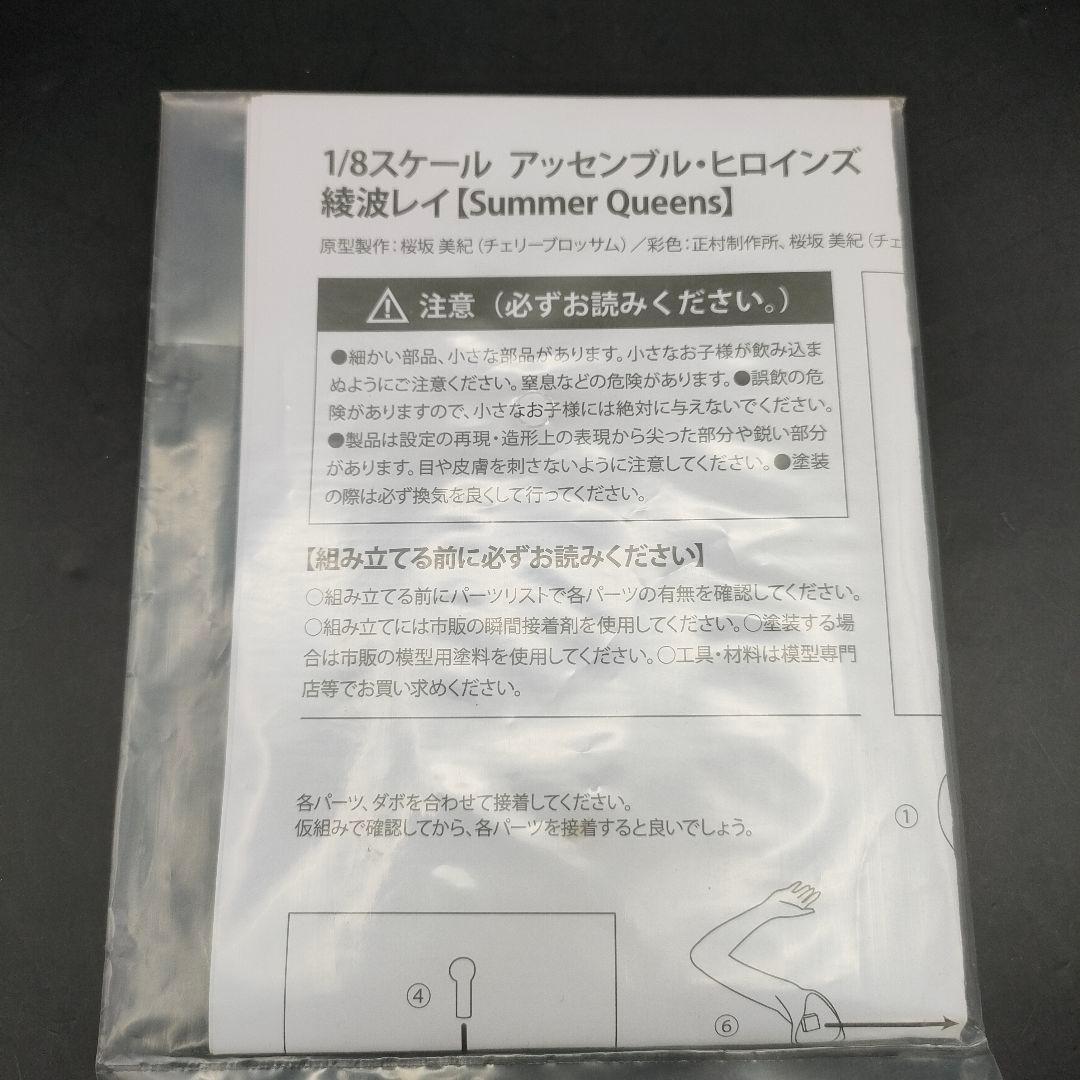 1/8スケール アッセンブル・ヒロインズ
綾波レイ【Summer Queens】
原型製作：桜坂 美紀（チェリーブロッサム）／彩色：正村制作所、桜坂 美紀（チェ
注意（必ずお読みください。）
●細かい部品、小さな部品があります。小さなお子様が飲み込ま
ぬようにご注意ください。窒息などの危険があります。●誤飲の危
険がありますので、小さなお子様には絶対に与えないでください。
●製品は設定の再現・造形上の表現から尖った部分や鋭い部分
があります。目や皮膚を刺さないように注意してください。●塗装
の際は必ず換気を良くして行ってください。
【組み立てる前に必ずお読みください】
○組み立てる前にパーツリストで各パーツの有無を確認してください。
○組み立てには市販の瞬間接着剤を使用してください。○塗装する場
合は市販の模型用塗料を使用してください。○工具・材料は模型専門
店等でお買い求めください。
各パーツ、ダボを合わせて接着してください。
仮組みで確認してから、各パーツを接着すると良いでしょう。
①
④
⑥